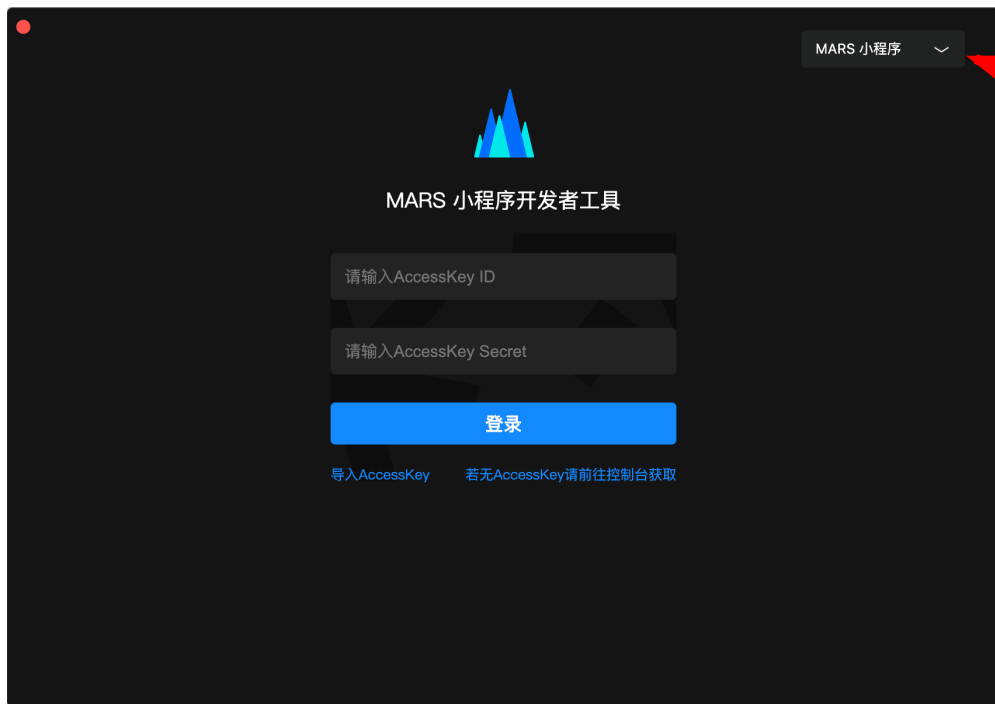 MARS 小程序
MARS 小程序开发者工具
请输入AccessKey ID
请输入AccessKey Secret
登录
导入AccessKey 若无AccessKey请前往控制台获取